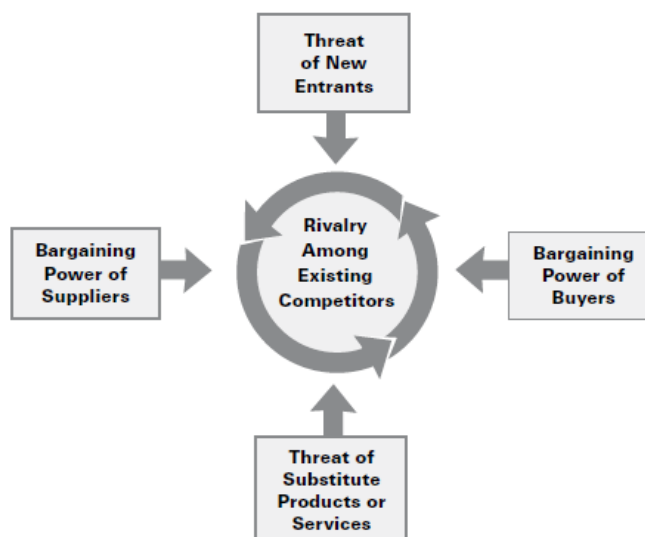 Threat
of New
Entrants
Bargaining
Power of
Suppliers
Rivalry
Among
Existing
Competitors
Bargaining
Power of
Buyers
Threat of
Substitute
Products or
Services